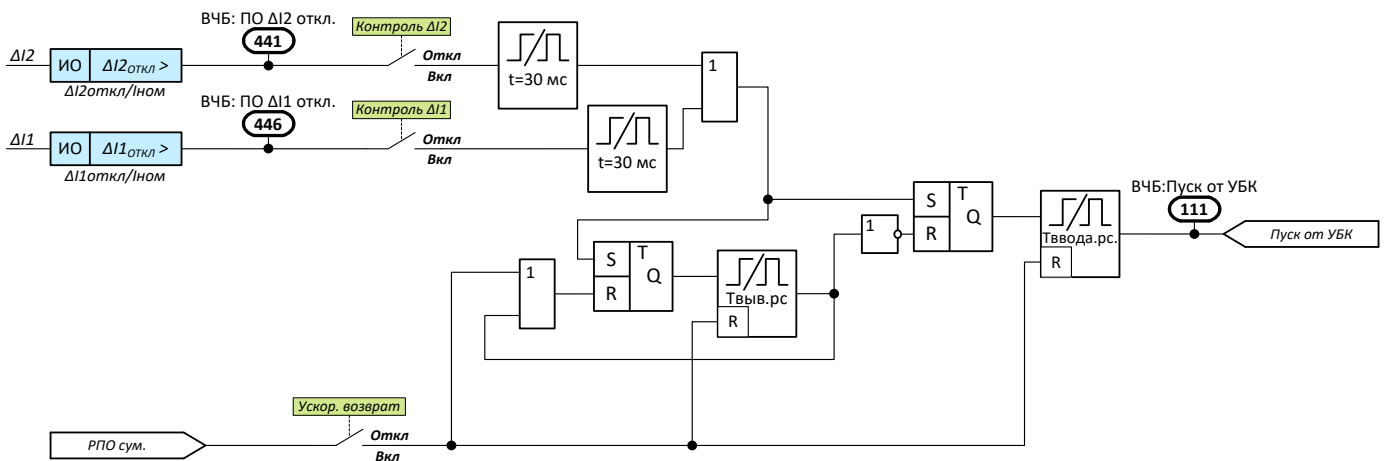 ВЧБ: ПО ΔI2 откл.
441
Контроль ΔI2
ΔI2
ИО
ΔI2ОТКЛ >
ΔI2откл/Iном
Откл
Вкл
t=30 мс
1
ВЧБ: ПО ΔI1 откл.
446
Контроль ΔI1
ΔI1
ИО
ΔI1ОТКЛ >
ΔI1откл/Iном
Откл
Вкл
t=30 мс
S
T
Q
R
1
Tввода.рс.
R
ВЧБ:Пуск от УБК
111
Пуск от УБК
1
S
T
Q
R
Tвыв.рс
R
Ускор. возврат
РПО сум.
Откл
Вкл